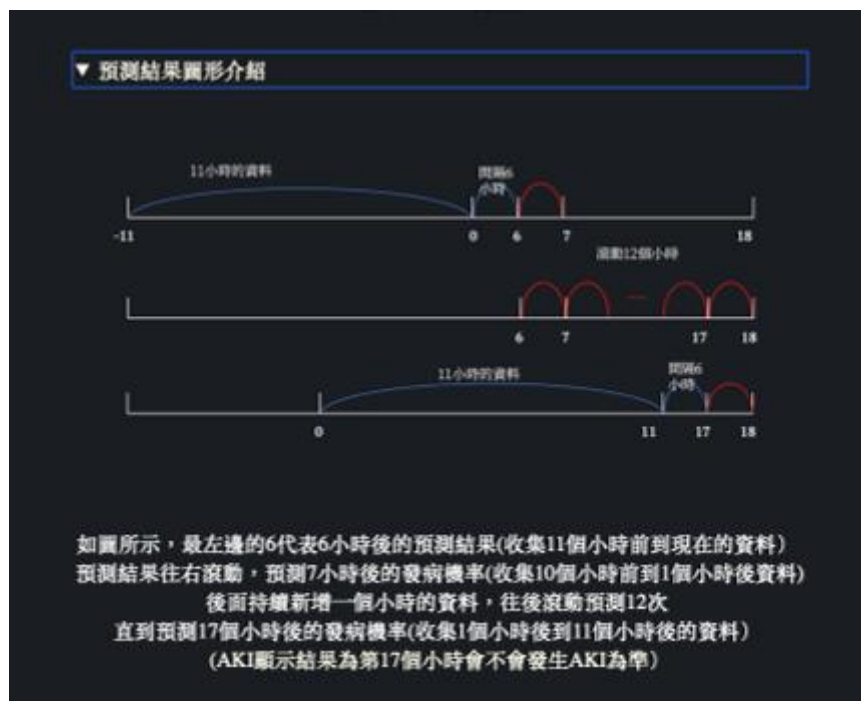 ▼ 預測結果圖形介紹
11小時的資料
間隔6
小時
-11 0 6 7 18
滾動12個小時
6 7 17 18
11小時的資料
間隔6
小時
0 11 17 18
如圖所示，最左邊的6代表6小時後的預測結果(收集11個小時前到現在的資料)
預測結果往右滾動，預測7小時後的發病機率(收集10個小時前到1個小時後資料)
後面持續新增一個小時的資料，往後滾動預測12次
直到預測17個小時後的發病機率(收集1個小時後到11個小時後的資料)
(AKI顯示結果為第17個小時會不會發生AKI為準)